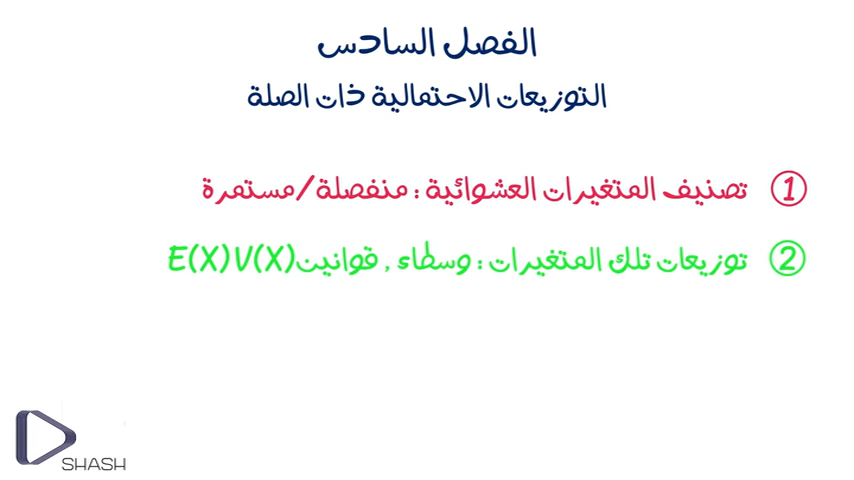 الفصل السادس
التوزيعات الاحتمالية ذات الصلة
① تصنيف المتغيرات العشوائية : منفصلة/مستمرة
② توزيعات تلك المتغيرات : وسطاء , قوانين E(X) V(X)
SHASH